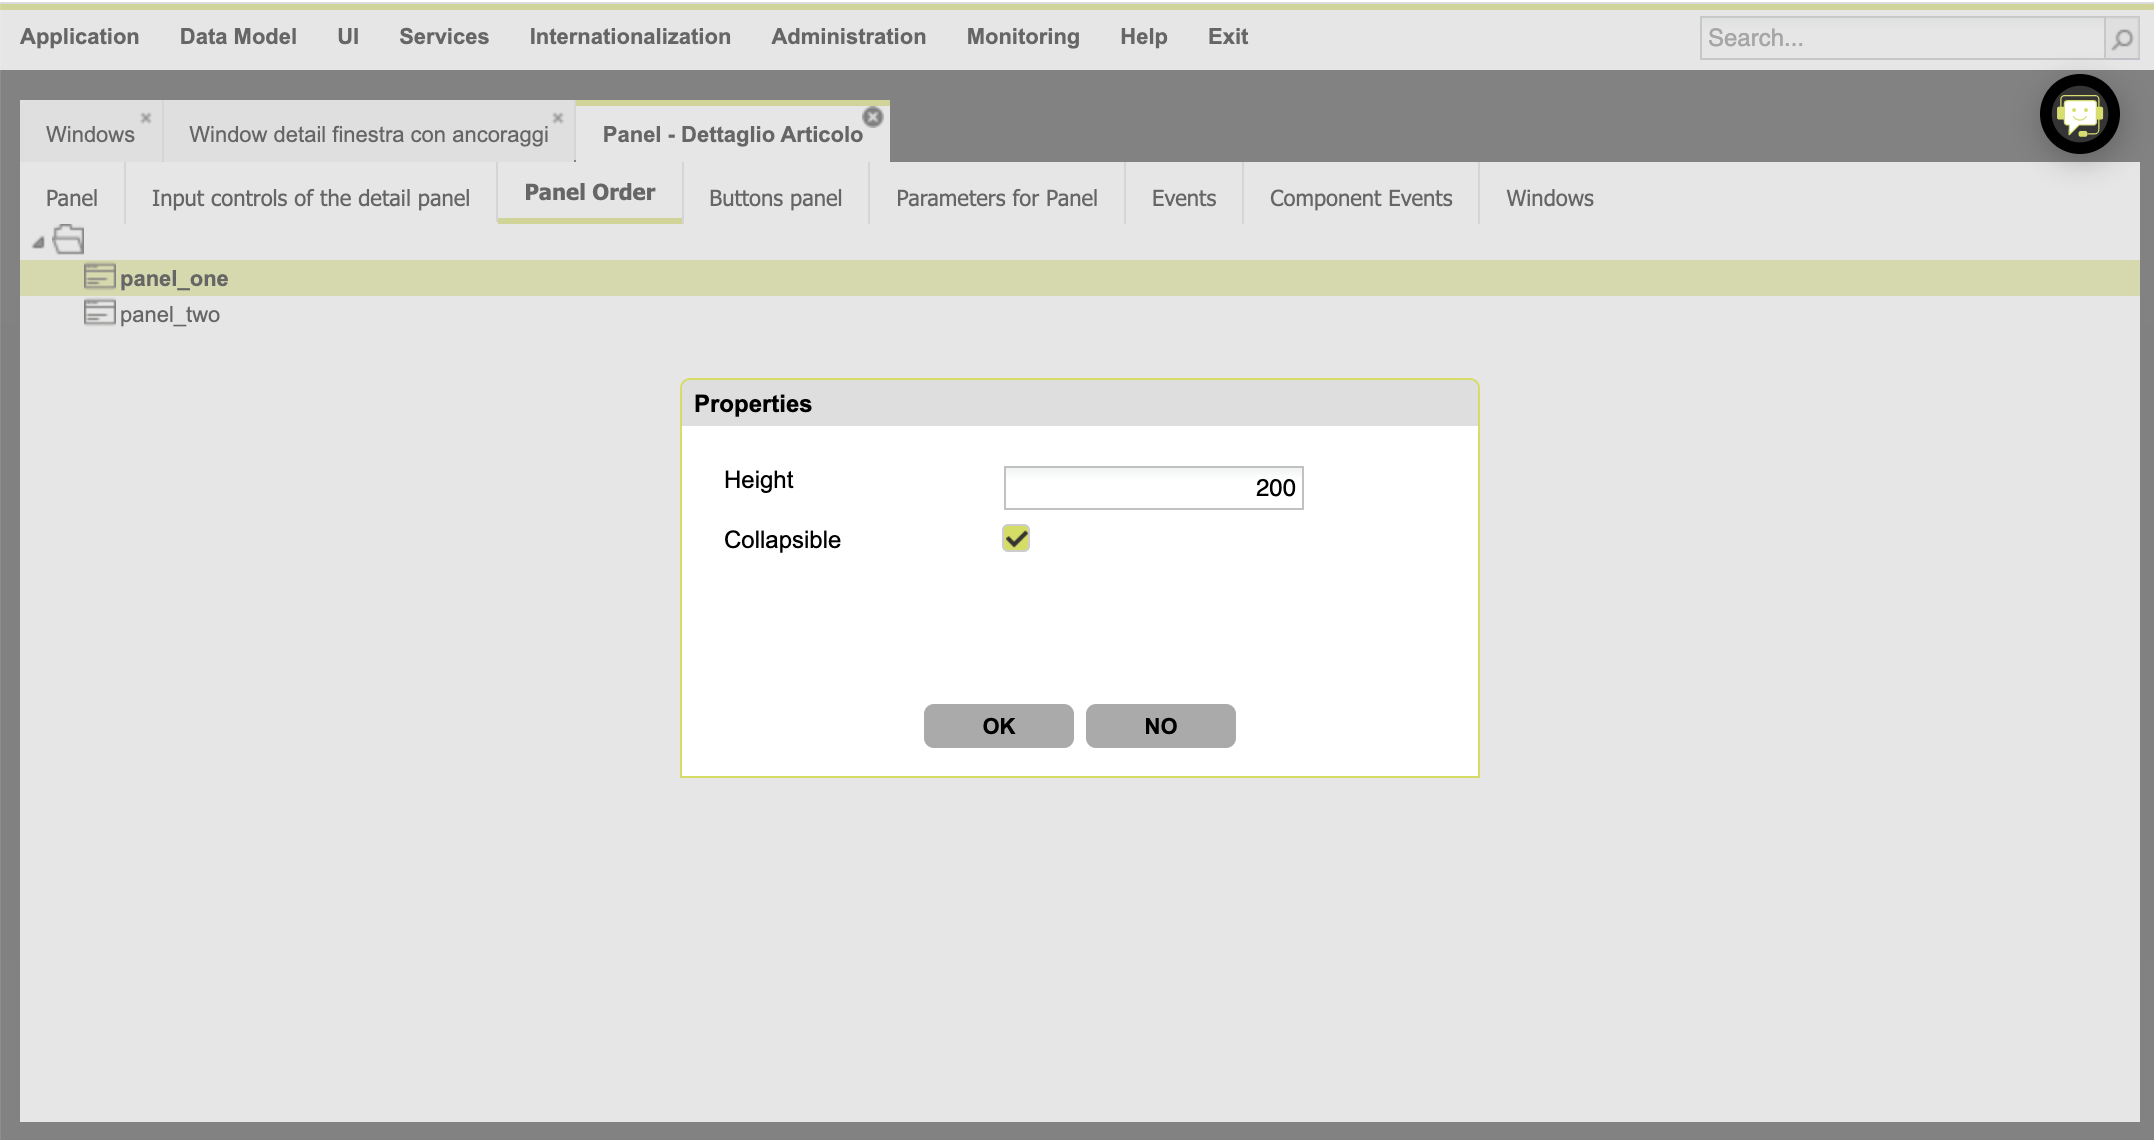 Application Data Model UI Services Internationalization Administration Monitoring Help Exit Search...
Windows Window detail finestra con ancoraggi Panel - Dettaglio Articolo
Panel Input controls of the detail panel Panel Order Buttons panel Parameters for Panel Events Component Events Windows
panel_one
panel_two
Properties
Height 200
Collapsible
OK NO